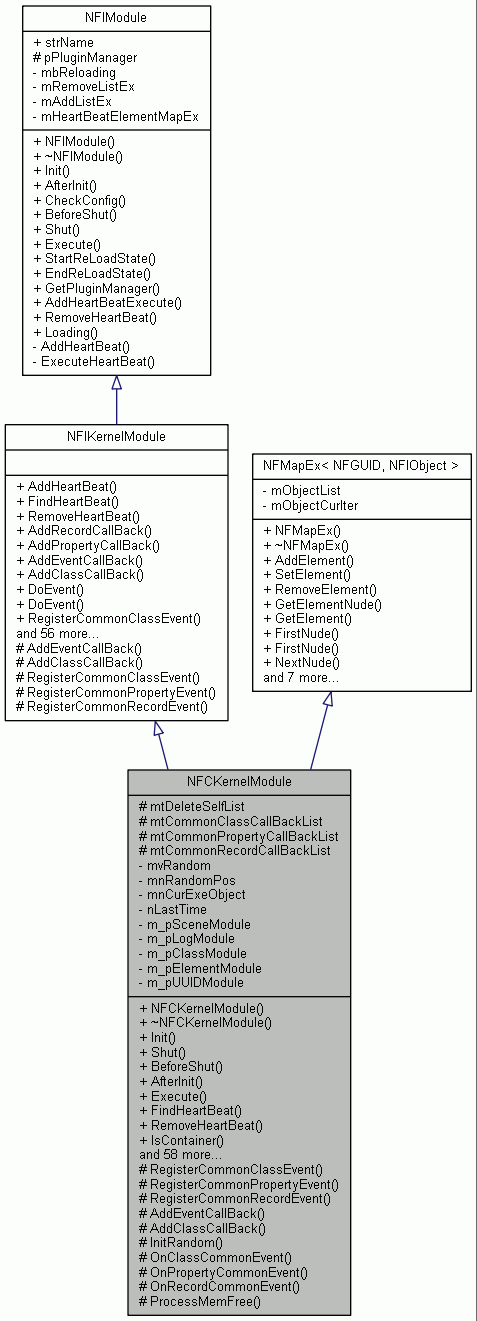 NFIModule
+ strName
# pPluginManager
- mbReloading
- mRemoveListEx
- mAddListEx
- mHeartBeatElementMapEx
+ NFIModule()
+ ~NFIModule()
+ Init()
+ AfterInit()
+ CheckConfig()
+ BeforeShut()
+ Shut()
+ Execute()
+ StartReLoadState()
+ EndReLoadState()
+ GetPluginManager()
+ AddHeartBeatExecute()
+ RemoveHeartBeat()
+ Loading()
- AddHeartBeat()
- ExecuteHeartBeat()
NFIKernelModule
+ AddHeartBeat()
+ FindHeartBeat()
+ RemoveHeartBeat()
+ AddRecordCallBack()
+ AddPropertyCallBack()
+ AddEventCallBack()
+ AddClassCallBack()
+ DoEvent()
+ DoEvent()
+ RegisterCommonClassEvent()
and 56 more...
# AddEventCallBack()
# AddClassCallBack()
# RegisterCommonClassEvent()
# RegisterCommonPropertyEvent()
# RegisterCommonRecordEvent()
NFMapEx< NFGUID, NFIObject >
- mObjectList
- mObjectCurIter
+ NFMapEx()
+ ~NFMapEx()
+ AddElement()
+ SetElement()
+ RemoveElement()
+ GetElementNude()
+ GetElement()
+ FirstNude()
+ FirstNude()
+ NextNude()
and 7 more...
NFCKernelModule
# mtDeleteSelfList
# mtCommonClassCallBackList
# mtCommonPropertyCallBackList
# mtCommonRecordCallBackList
- mvRandom
- mnRandomPos
- mnCurExeObject
- nLastTime
- m_pSceneModule
- m_pLogModule
- m_pClassModule
- m_pElementModule
- m_pUUIDModule
+ NFCKernelModule()
+ ~NFCKernelModule()
+ Init()
+ Shut()
+ BeforeShut()
+ AfterInit()
+ Execute()
+ FindHeartBeat()
+ RemoveHeartBeat()
+ IsContainer()
and 58 more...
# RegisterCommonClassEvent()
# RegisterCommonPropertyEvent()
# RegisterCommonRecordEvent()
# AddEventCallBack()
# AddClassCallBack()
# InitRandom()
# OnClassCommonEvent()
# OnPropertyCommonEvent()
# OnRecordCommonEvent()
# ProcessMemFree()